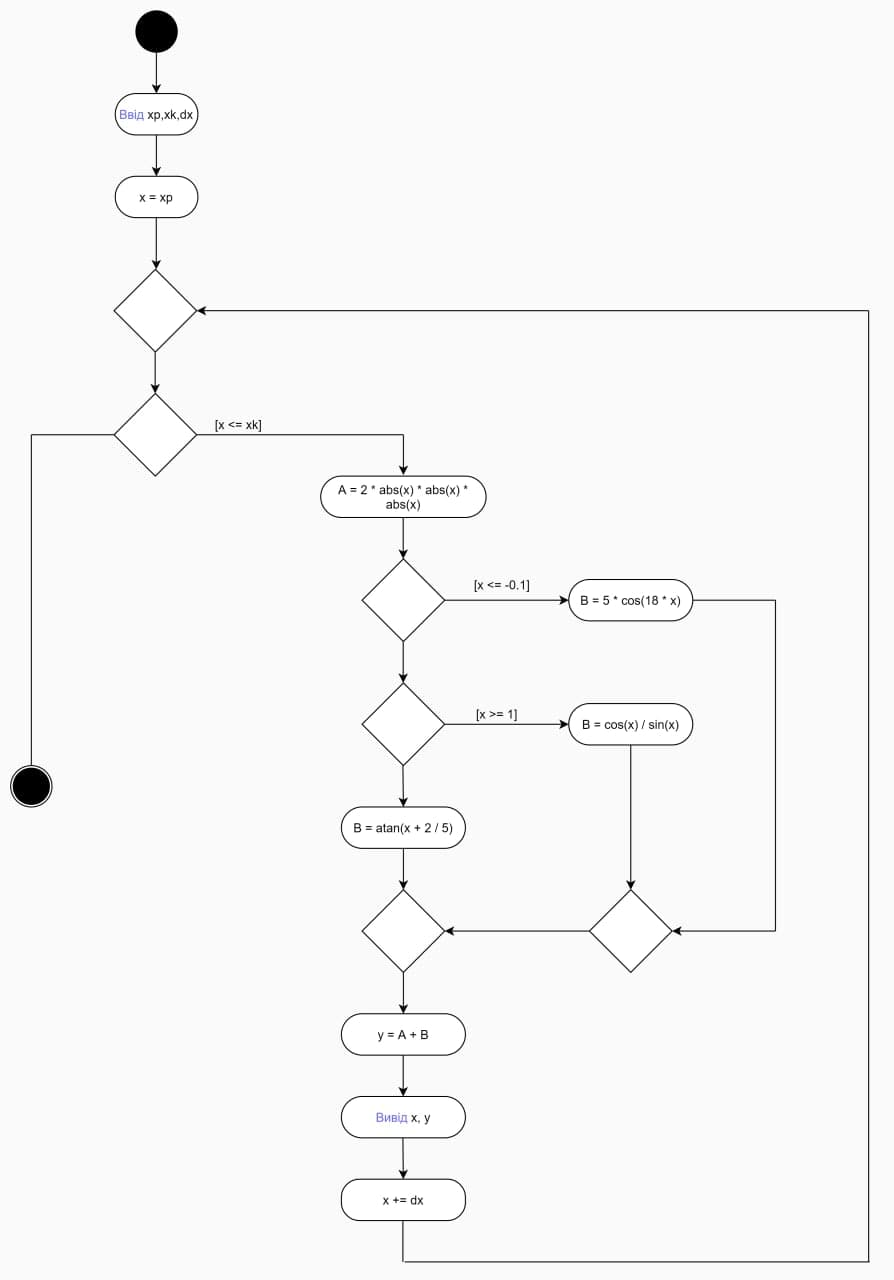 Ввід xp,xk,dx
x = xp
[x <= xk]
A = 2 * abs(x) * abs(x) *
abs(x)
[x <= -0.1]
B = 5 * cos(18 * x)
[x >= 1]
B = cos(x) / sin(x)
B = atan(x + 2 / 5)
y = A + B
Вивід x, y
x += dx